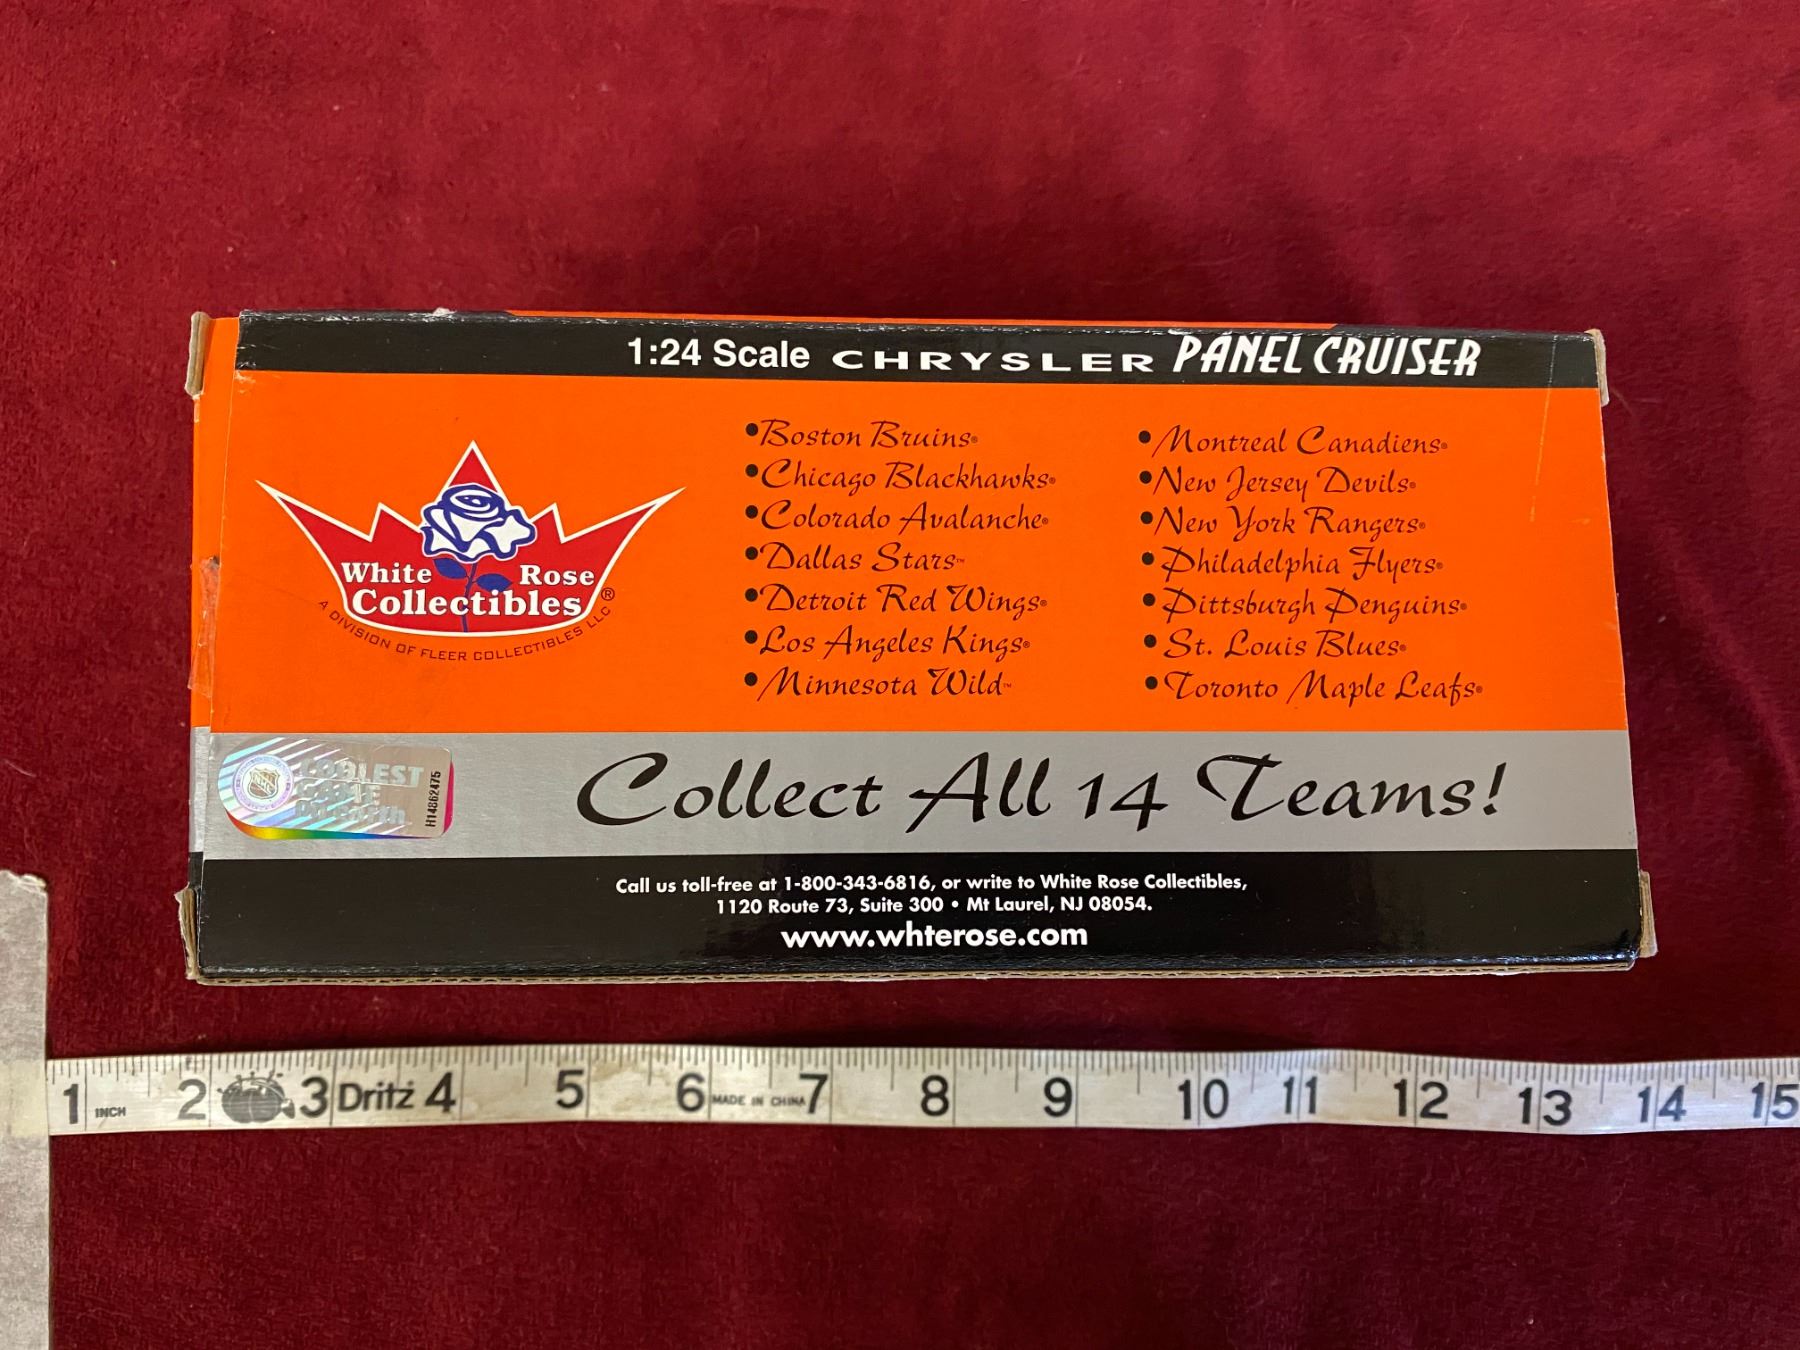 1:24 Scale CHRYSLER PANEL CRUISER
•Boston Bruins®
•Chicago Blackhawks®
•Colorado Avalanche®
•Dallas Stars™
•Detroit Red Wings®
•Los Angeles Kings®
•Minnesota Wild™
•Montreal Canadiens®
•New Jersey Devils®
•New York Rangers®
•Philadelphia Flyers®
•Pittsburgh Penguins®
•St. Louis Blues®
•Toronto Maple Leafs®
White Rose
Collectibles ®
A DIVISION OF FLEER COLLECTIBLES LLC
NHL
COOLEST
GAME
H14862475
Collect All 14 Teams!
Call us toll-free at 1-800-343-6816, or write to White Rose Collectibles,
1120 Route 73, Suite 300 • Mt Laurel, NJ 08054.
www.whterose.com
1 INCH 2 3 Dritz 4 5 6 MADE IN CHINA 7 8 9 10 11 12 13 14 15